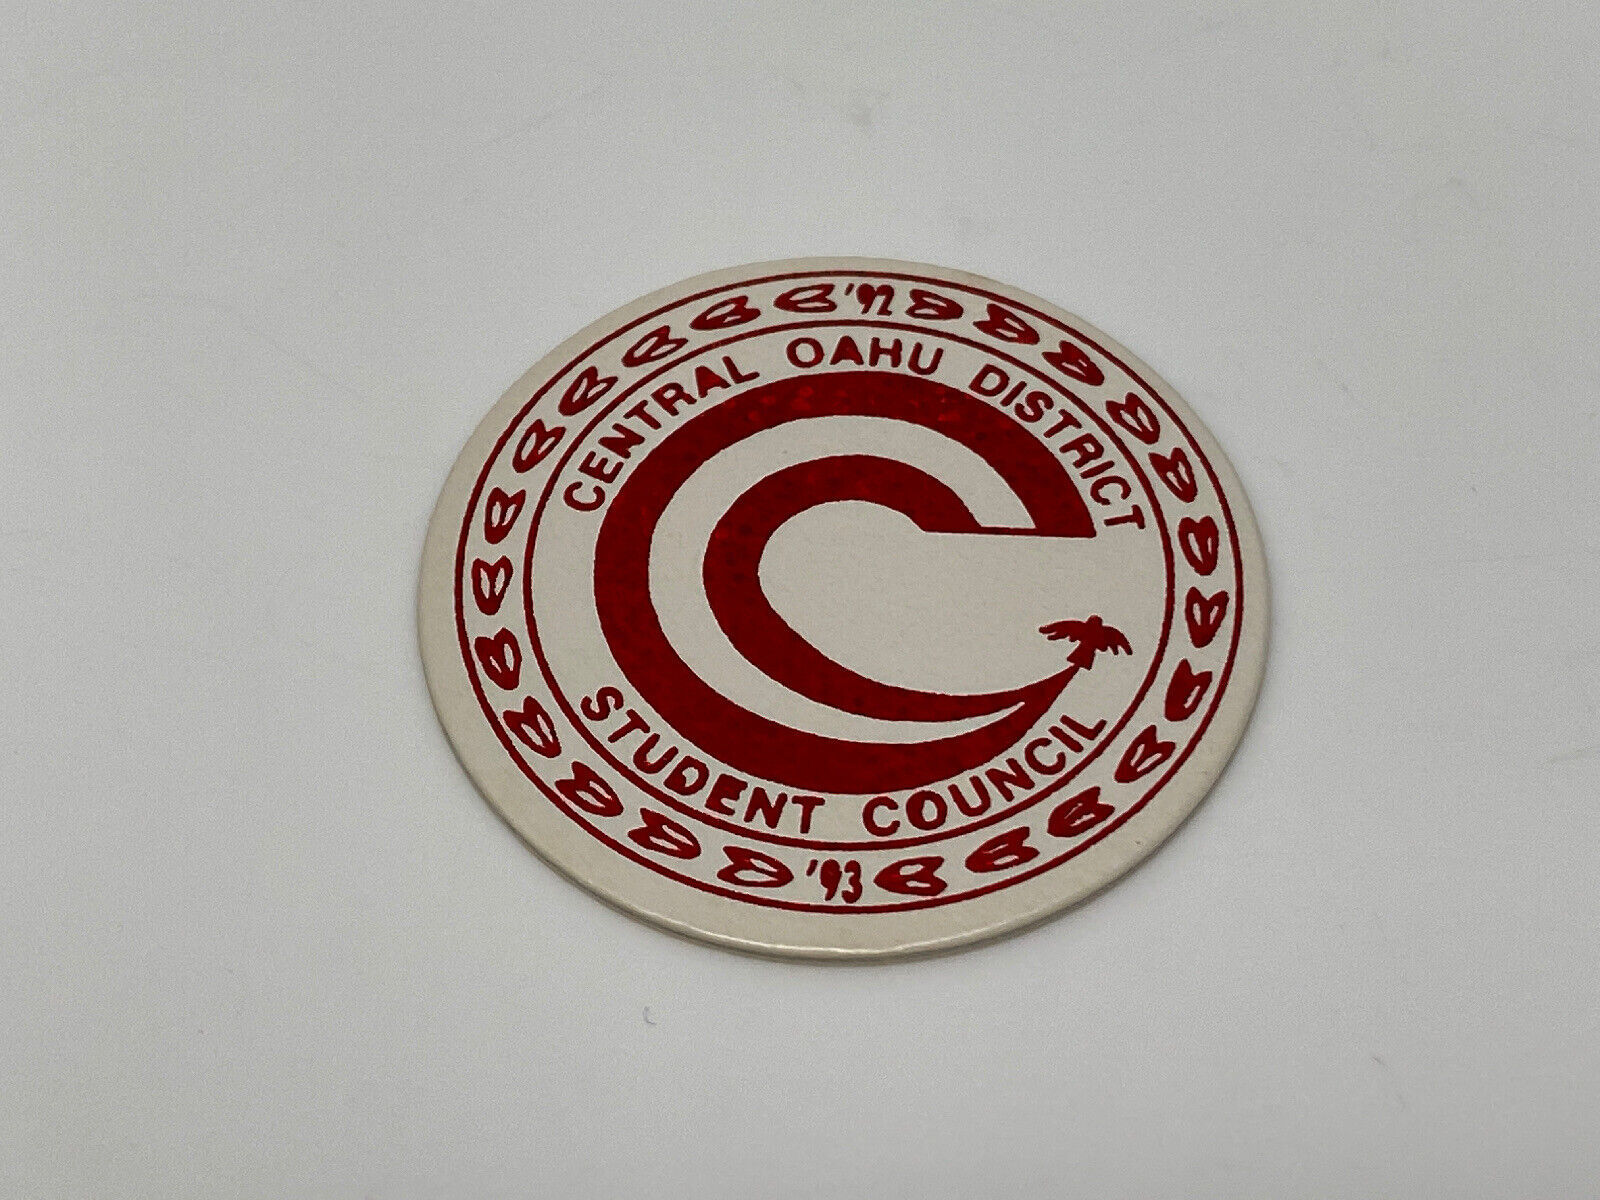 '92
CENTRAL OAHU DISTRICT
STUDENT COUNCIL
'93